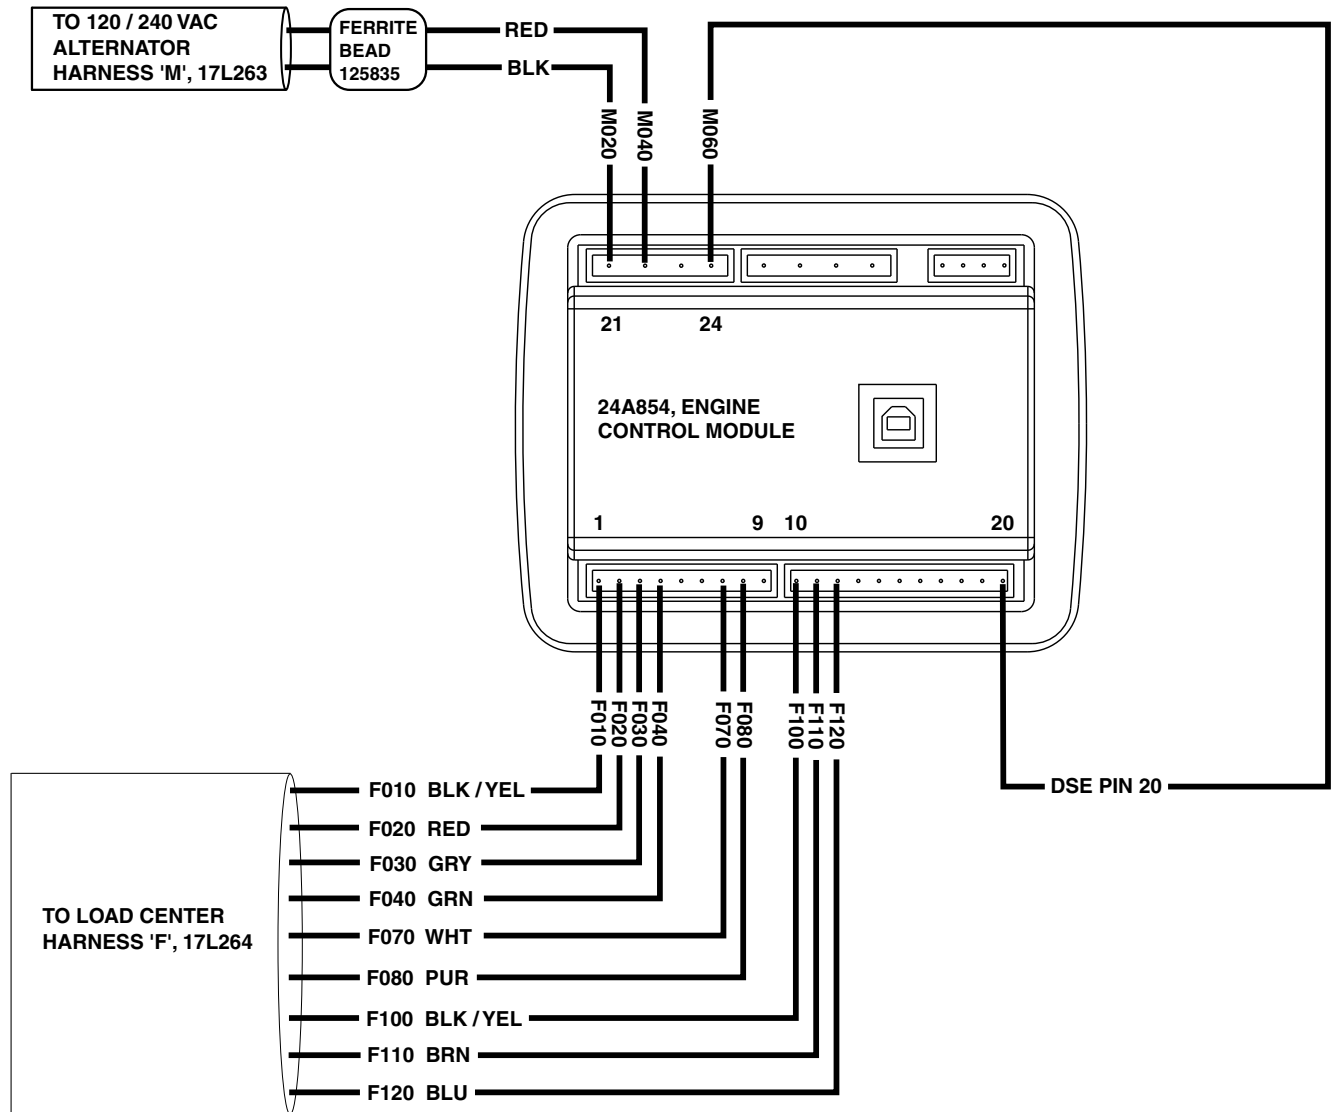 TO 120 / 240 VAC
ALTERNATOR
HARNESS 'M', 17L263
FERRITE
BEAD
125835
RED
BLK
M020
M040
M060
21
24
24A854, ENGINE
CONTROL MODULE
1
9
10
20
F010
F020
F030
F040
F070
F080
F100
F110
F120
DSE PIN 20
TO LOAD CENTER
HARNESS 'F', 17L264
F010 BLK / YEL
F020 RED
F030 GRY
F040 GRN
F070 WHT
F080 PUR
F100 BLK / YEL
F110 BRN
F120 BLU